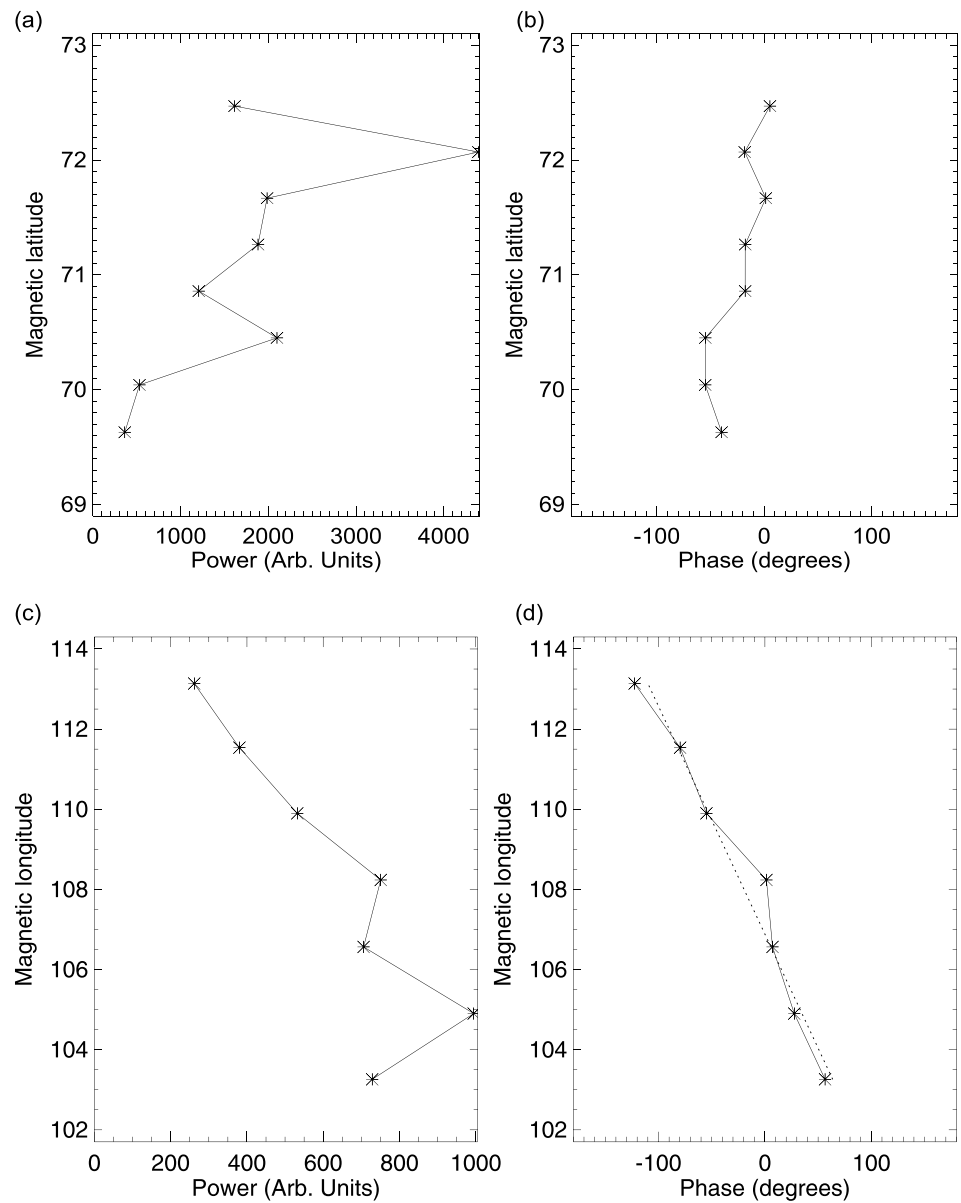 (a)
73
72
71
70
69
Magnetic latitude
0 1000 2000 3000 4000
Power (Arb. Units)
(b)
73
72
71
70
69
Magnetic latitude
-100 0 100
Phase (degrees)
(c)
114
112
110
108
106
104
102
Magnetic longitude
0 200 400 600 800 1000
Power (Arb. Units)
(d)
114
112
110
108
106
104
102
Magnetic longitude
-100 0 100
Phase (degrees)